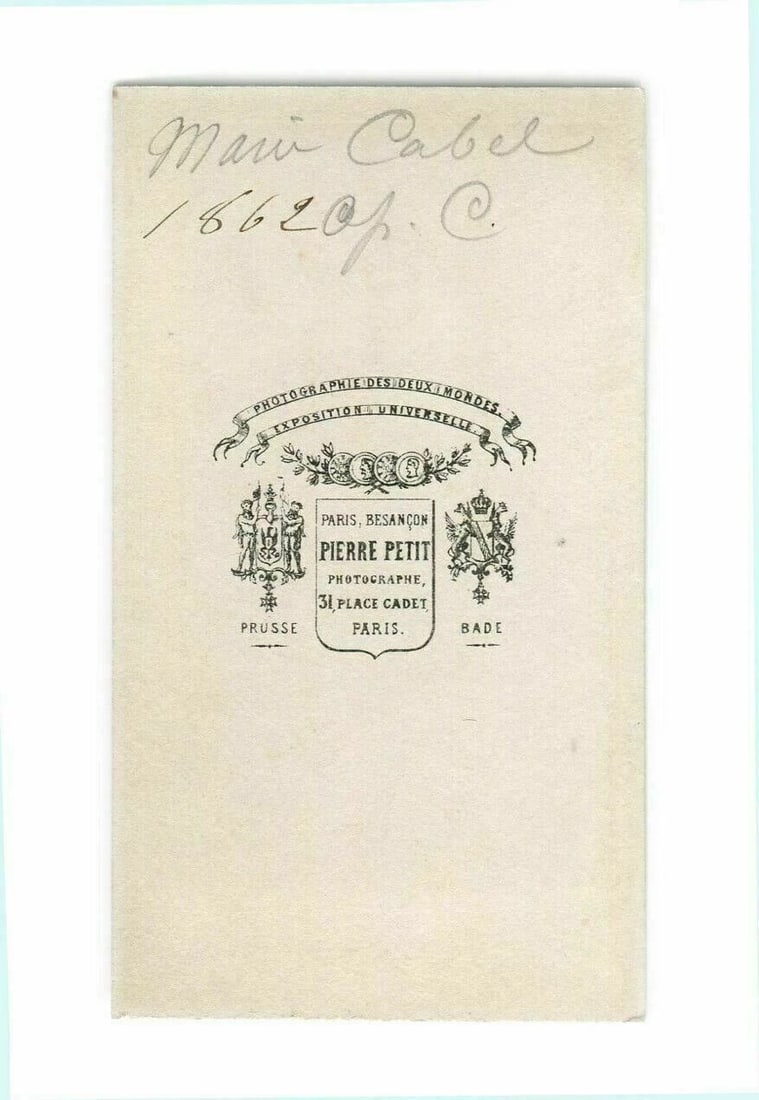 Marie Cabel
1862 Op. C.
PHOTOGRAPHIE DES DEUX MONDES.
EXPOSITION UNIVERSELLE.
PARIS, BESANÇON
PIERRE PETIT
PHOTOGRAPHE,
31, PLACE CADET,
PARIS.
PRUSSE
BADE